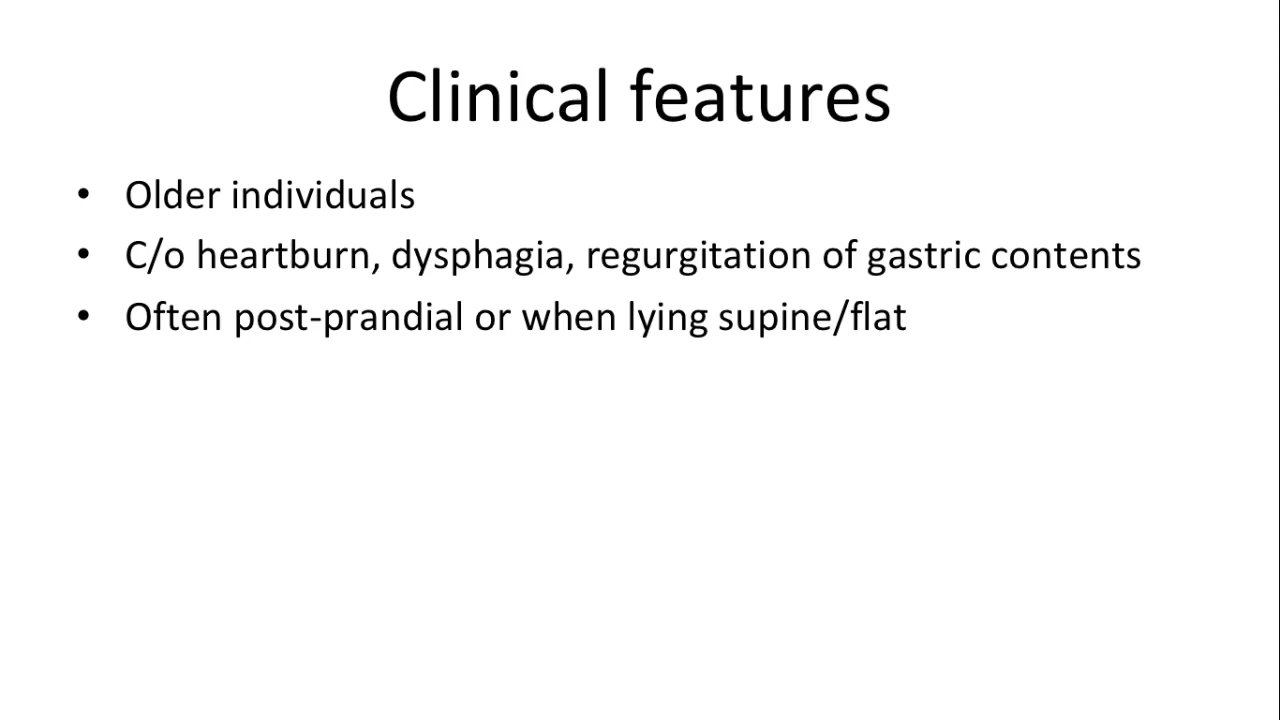 Clinical features
• Older individuals
• C/o heartburn, dysphagia, regurgitation of gastric contents
• Often post-prandial or when lying supine/flat